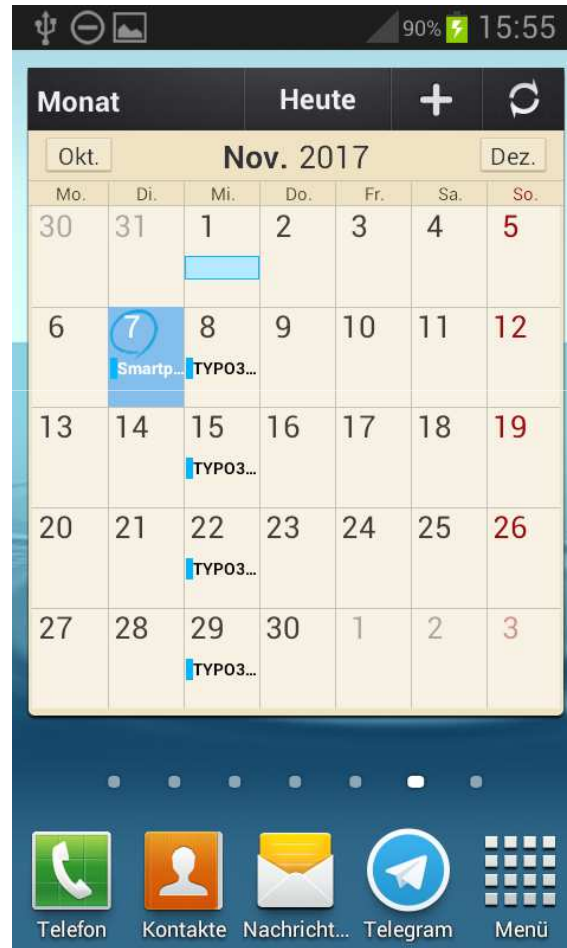 90% 15:55
Monat Heute
Okt. Nov. 2017 Dez.
Mo. Di. Mi. Do. Fr. Sa. So.
30 31 1 2 3 4 5
6 7 8 9 10 11 12
Smartp... TYPO3...
13 14 15 16 17 18 19
TYPO3...
20 21 22 23 24 25 26
TYPO3...
27 28 29 30 1 2 3
TYPO3...
Telefon Kontakte Nachricht... Telegram Menü